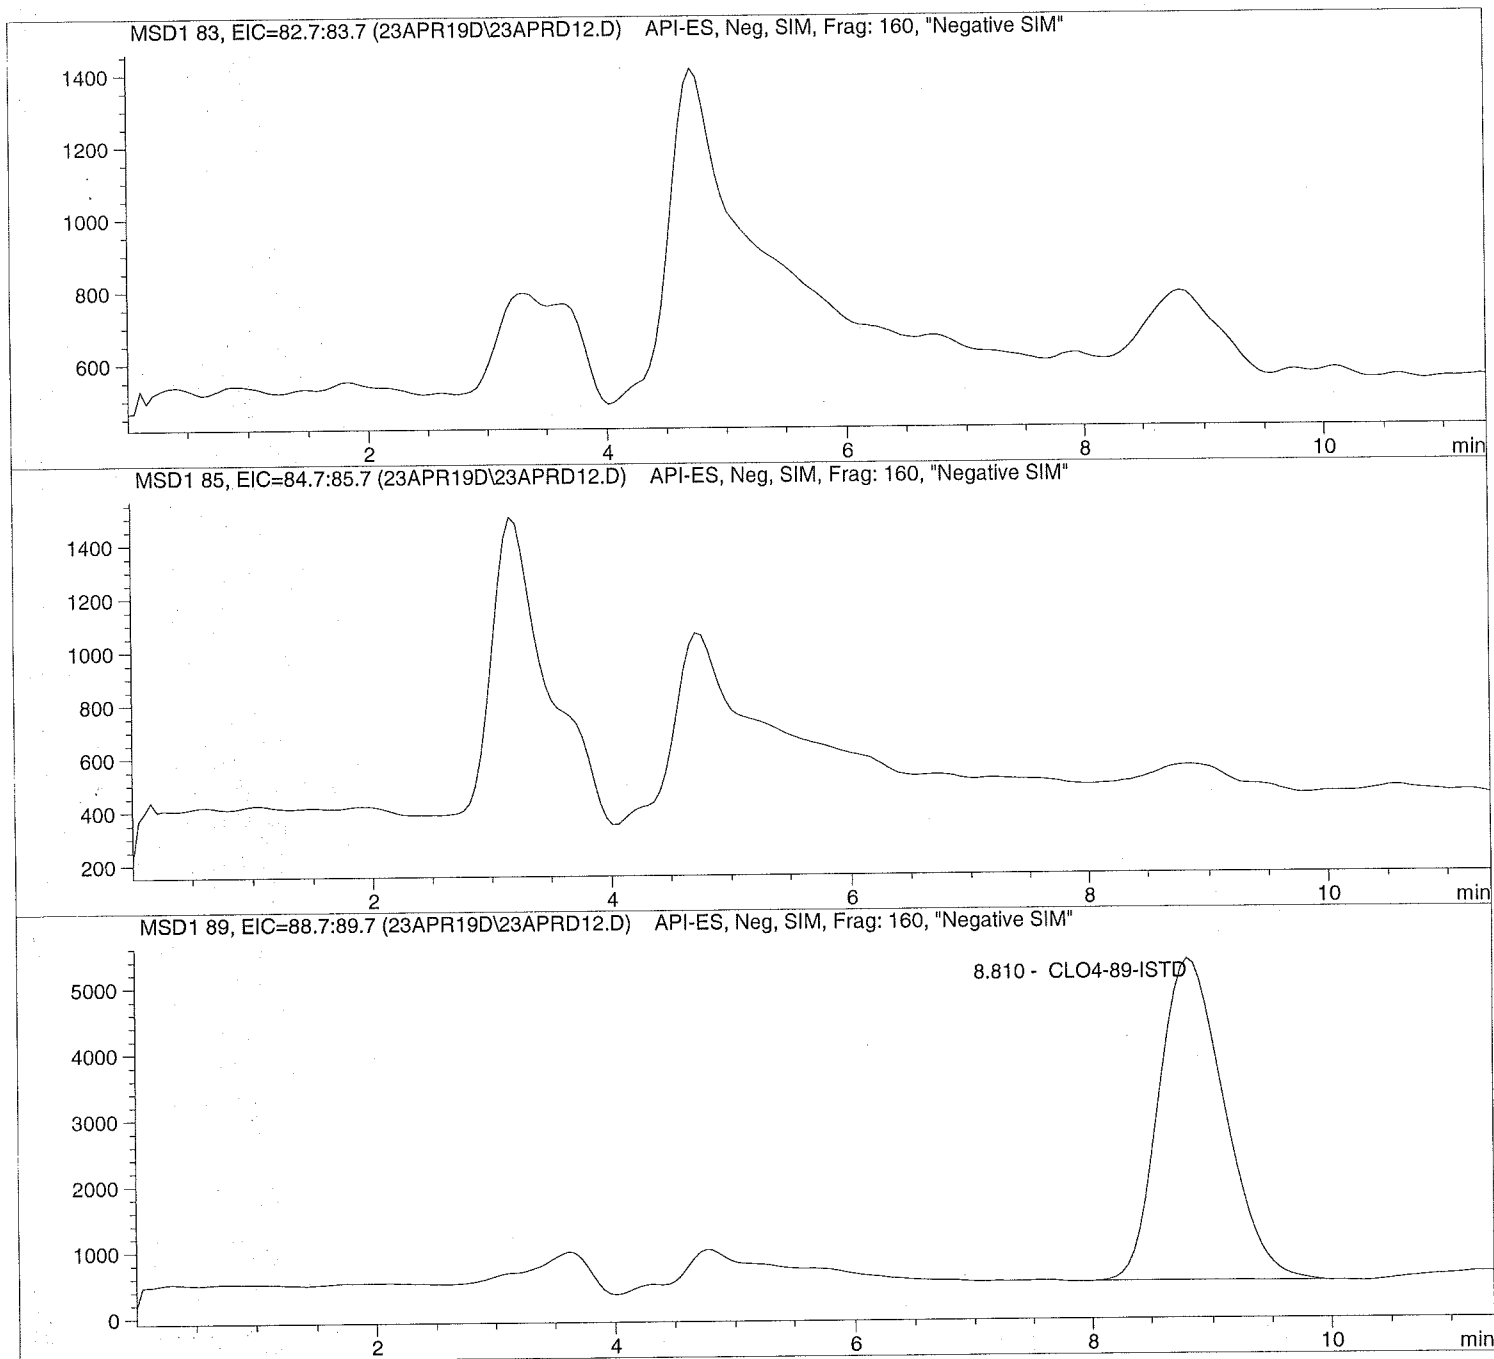 MSD1 83, EIC=82.7:83.7 (23APR19D\23APRD12.D) API-ES, Neg, SIM, Frag: 160, "Negative SIM"
1400
1200
1000
800
600
2 4 6 8 10 min
MSD1 85, EIC=84.7:85.7 (23APR19D\23APRD12.D) API-ES, Neg, SIM, Frag: 160, "Negative SIM"
1400
1200
1000
800
600
400
200
2 4 6 8 10 min
MSD1 89, EIC=88.7:89.7 (23APR19D\23APRD12.D) API-ES, Neg, SIM, Frag: 160, "Negative SIM"
8.810 - CLO4-89-ISTD
5000
4000
3000
2000
1000
0
2 4 6 8 10 min